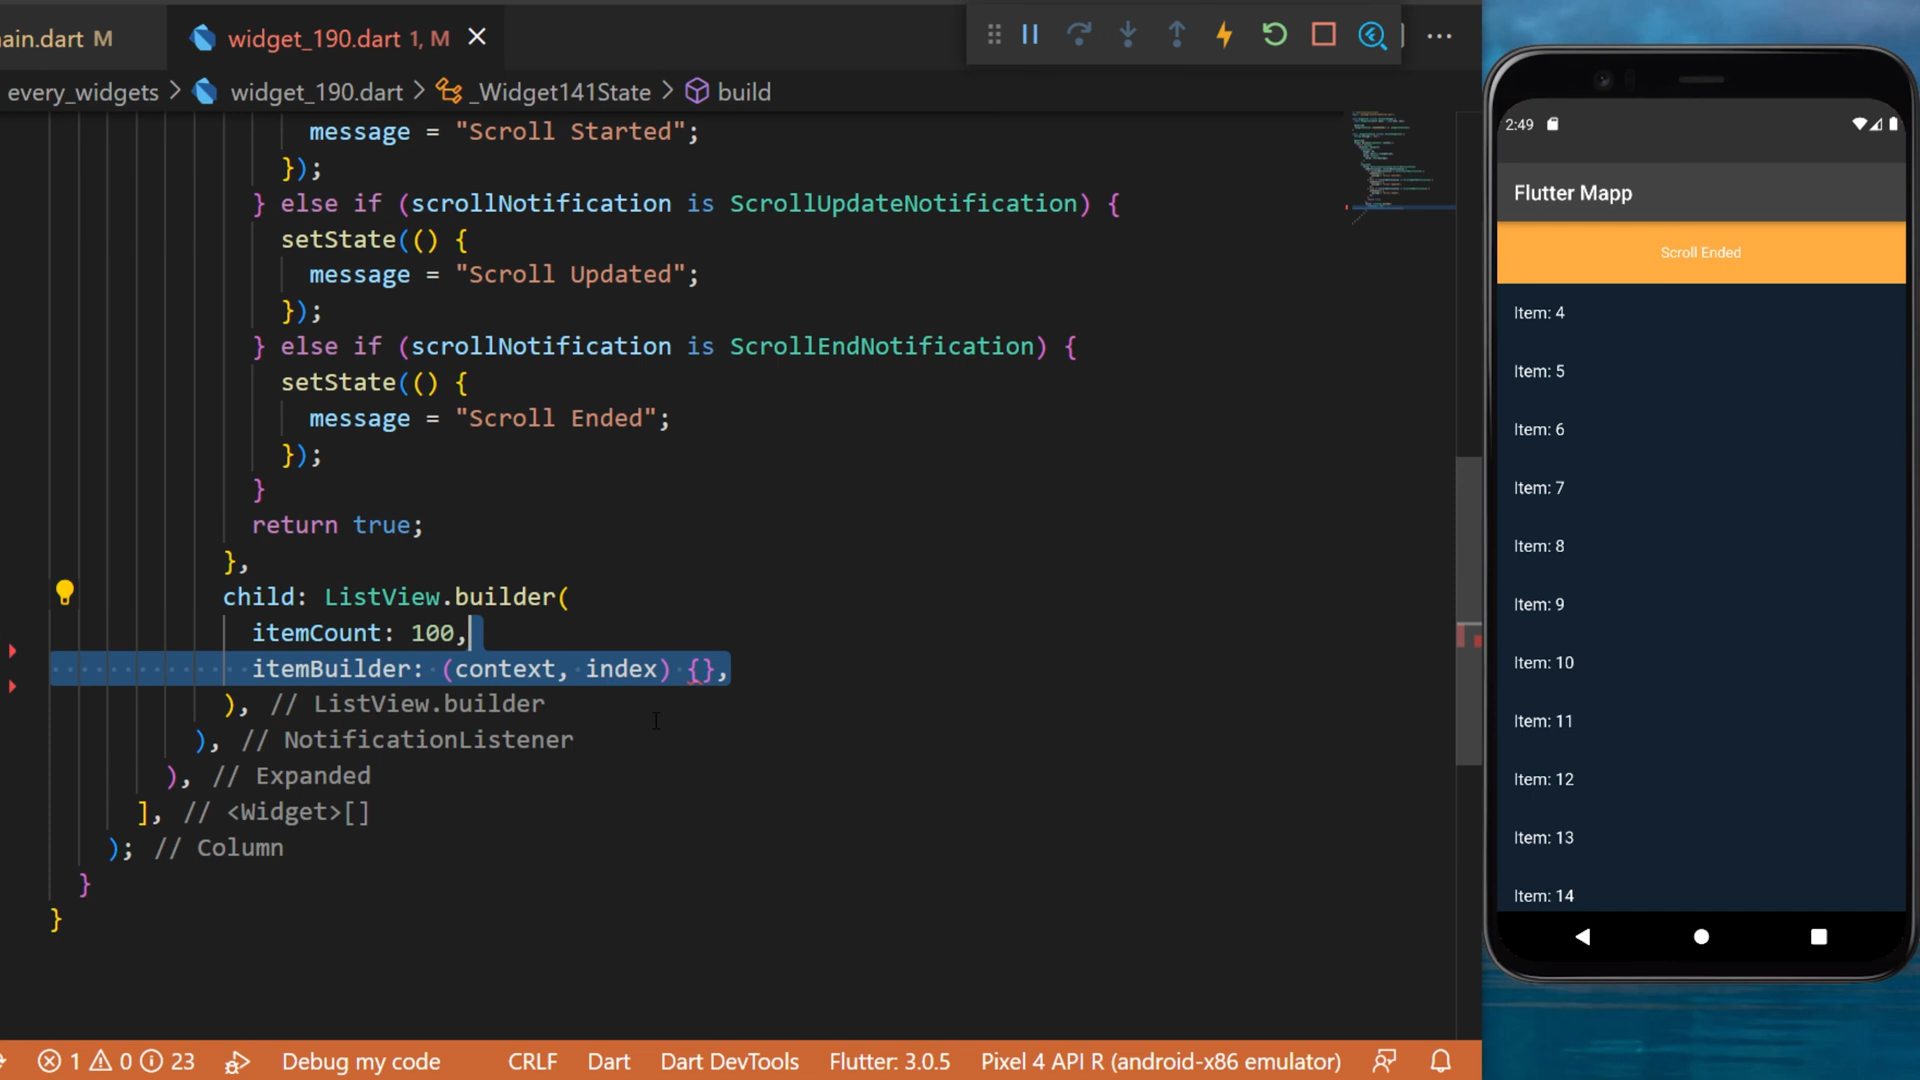 ain.dart M
widget_190.dart 1, M
every_widgets > widget_190.dart > _Widget141State > build
message = "Scroll Started";
});
} else if (scrollNotification is ScrollUpdateNotification) {
setState(() {
message = "Scroll Updated";
});
} else if (scrollNotification is ScrollEndNotification) {
setState(() {
message = "Scroll Ended";
});
}
return true;
},
child: ListView.builder(
itemCount: 100,
itemBuilder: (context, index) {},
), // ListView.builder
), // NotificationListener
), // Expanded
], // <Widget>[]
); // Column
}
}
1 0 23 Debug my code CRLF Dart Dart DevTools Flutter: 3.0.5 Pixel 4 API R (android-x86 emulator)
2:49
Flutter Mapp
Scroll Ended
Item: 4
Item: 5
Item: 6
Item: 7
Item: 8
Item: 9
Item: 10
Item: 11
Item: 12
Item: 13
Item: 14